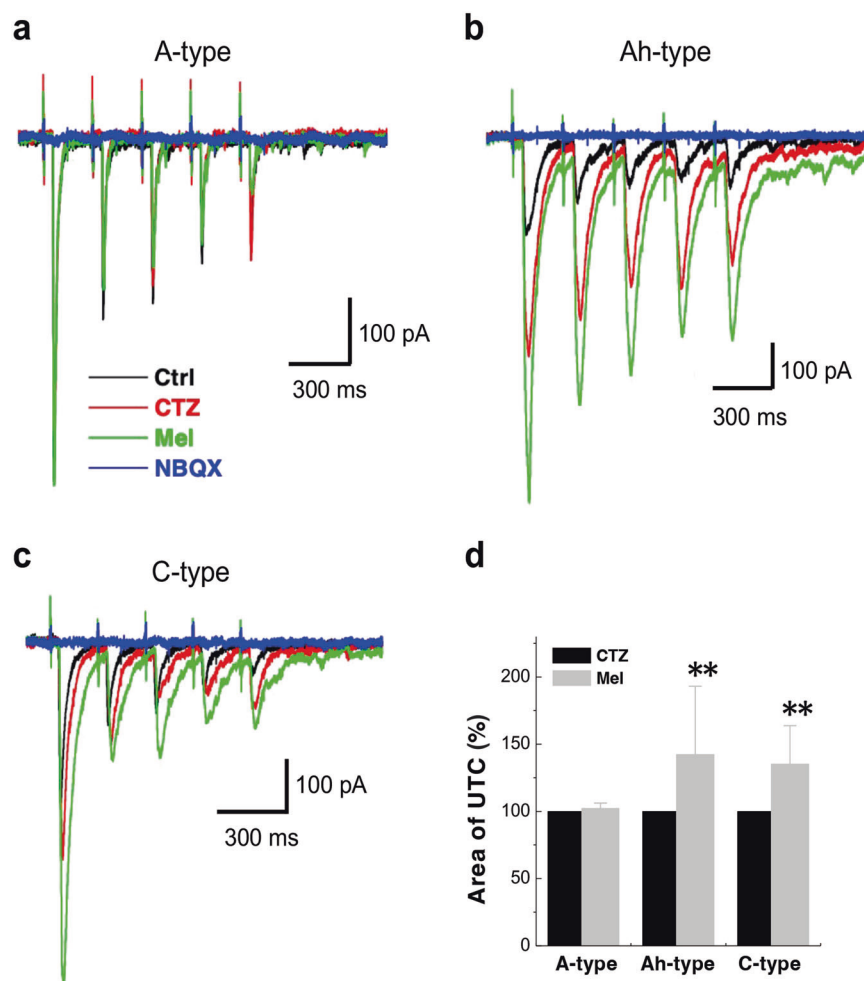 a
A-type
100 pA
300 ms
Ctrl
CTZ
Mel
NBQX
b
Ah-type
100 pA
300 ms
c
C-type
100 pA
300 ms
d
CTZ
Mel
200
150
100
50
0
Area of UTC (%)
**
**
A-type
Ah-type
C-type